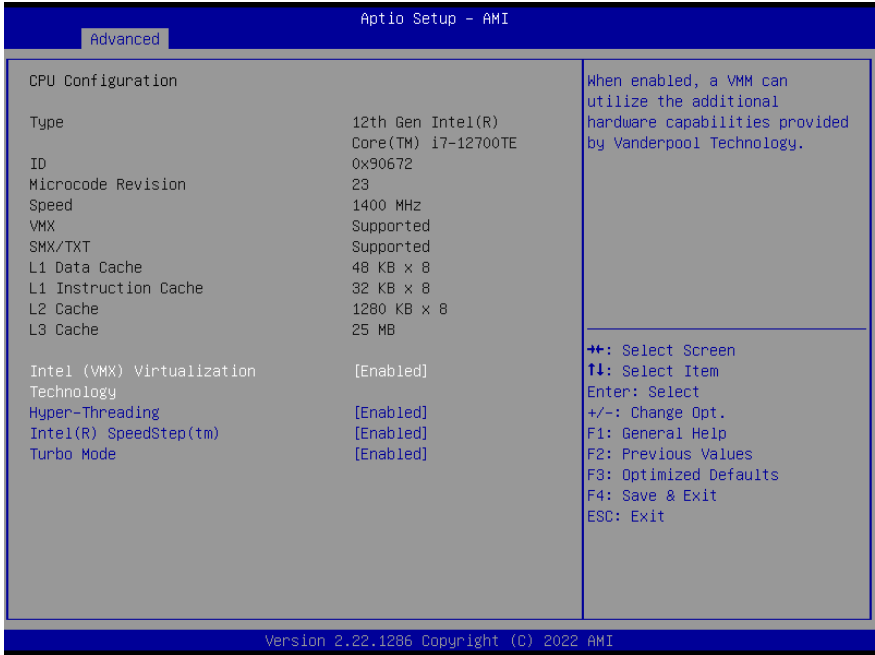 Aptio Setup – AMI
Advanced
CPU Configuration
Type 12th Gen Intel(R)
Core(TM) i7-12700TE
ID 0x90672
Microcode Revision 23
Speed 1400 MHz
VMX Supported
SMX/TXT Supported
L1 Data Cache 48 KB x 8
L1 Instruction Cache 32 KB x 8
L2 Cache 1280 KB x 8
L3 Cache 25 MB
Intel (VMX) Virtualization [Enabled]
Technology
Hyper-Threading [Enabled]
Intel(R) SpeedStep(tm) [Enabled]
Turbo Mode [Enabled]
When enabled, a VMM can
utilize the additional
hardware capabilities provided
by Vanderpool Technology.
→←: Select Screen
↑↓: Select Item
Enter: Select
+/-: Change Opt.
F1: General Help
F2: Previous Values
F3: Optimized Defaults
F4: Save & Exit
ESC: Exit
Version 2.22.1286 Copyright (C) 2022 AMI